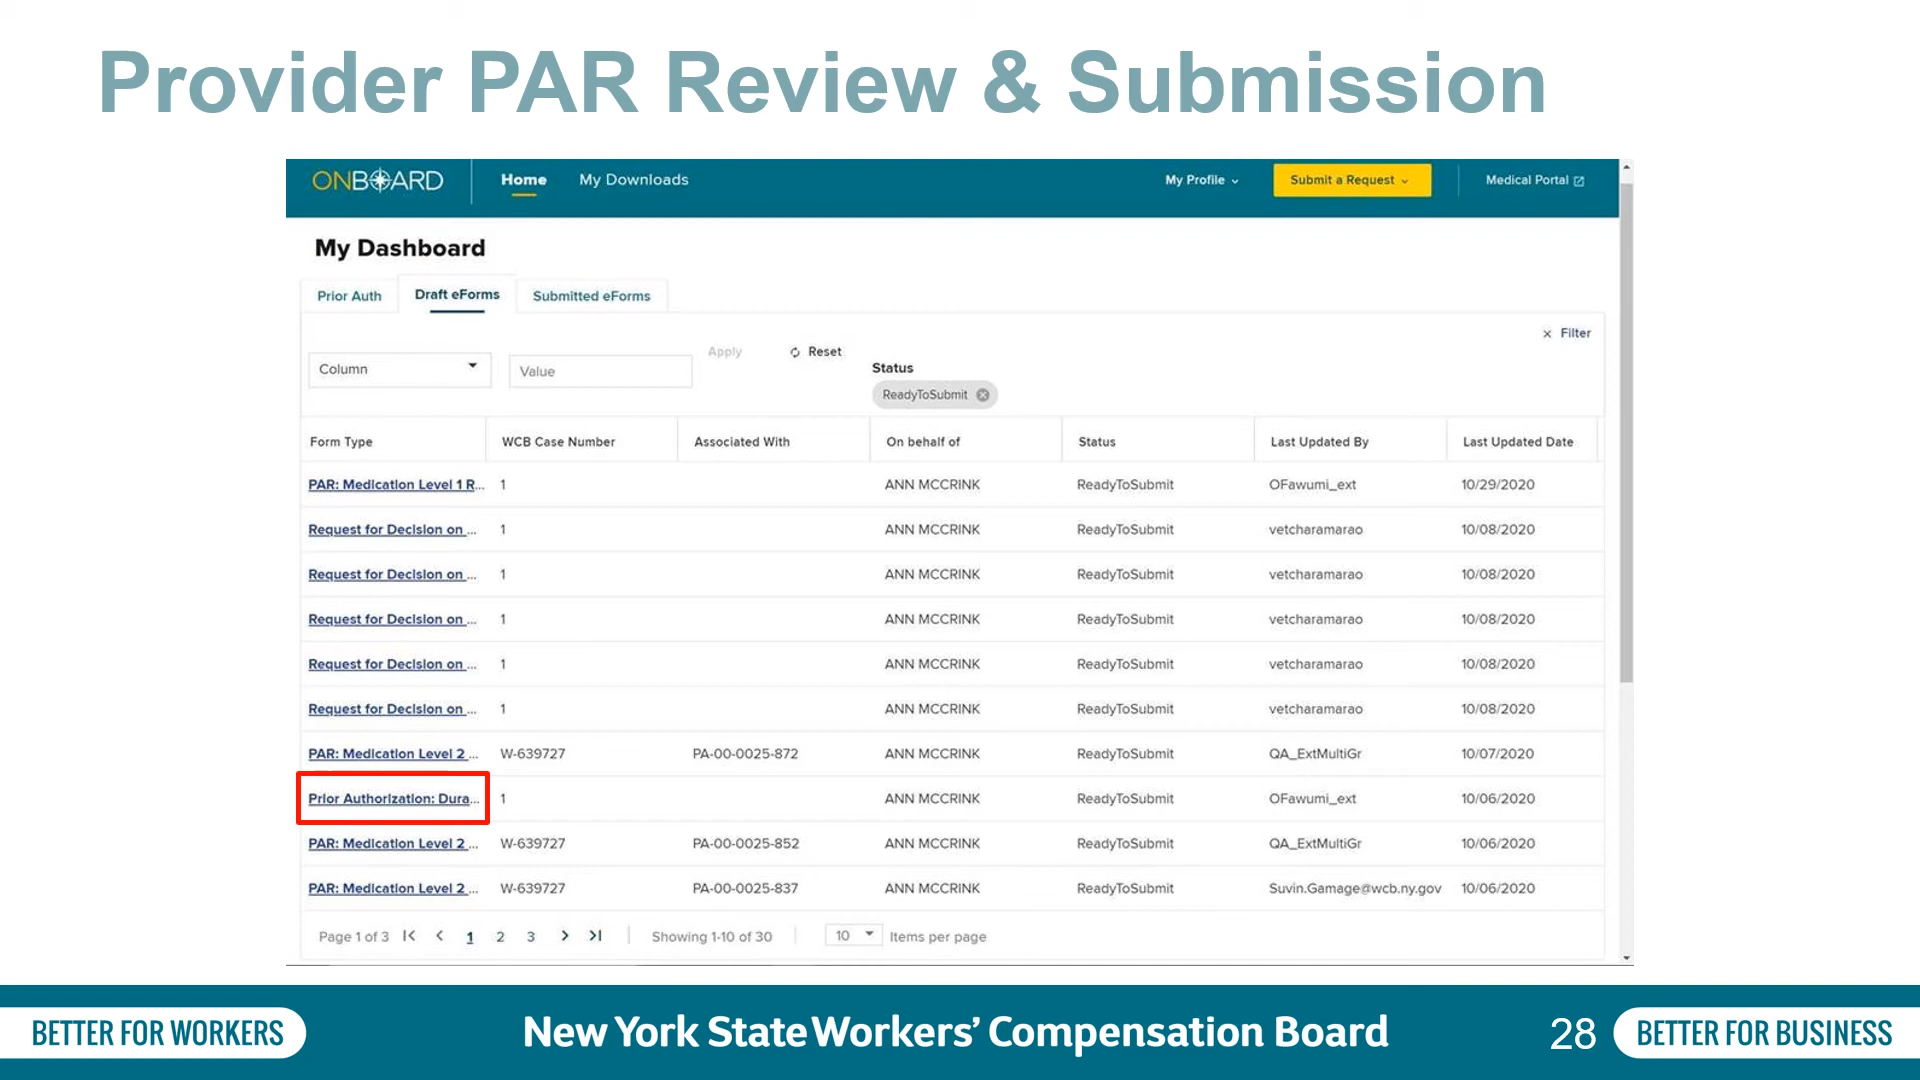 Provider PAR Review & Submission
ONBOARD Home My Downloads My Profile Submit a Request Medical Portal
My Dashboard
Prior Auth Draft eForms Submitted eForms
Filter
Column Value Apply Reset
Status
ReadyToSubmit
Form Type WCB Case Number Associated With On behalf of Status Last Updated By Last Updated Date
PAR: Medication Level 1 R... 1 ANN MCCRINK ReadyToSubmit OFawumi_ext 10/29/2020
Request for Decision on ... 1 ANN MCCRINK ReadyToSubmit vetcharamarao 10/08/2020
Request for Decision on ... 1 ANN MCCRINK ReadyToSubmit vetcharamarao 10/08/2020
Request for Decision on ... 1 ANN MCCRINK ReadyToSubmit vetcharamarao 10/08/2020
Request for Decision on ... 1 ANN MCCRINK ReadyToSubmit vetcharamarao 10/08/2020
Request for Decision on ... 1 ANN MCCRINK ReadyToSubmit vetcharamarao 10/08/2020
PAR: Medication Level 2 ... W-639727 PA-00-0025-872 ANN MCCRINK ReadyToSubmit QA_ExtMultiGr 10/07/2020
Prior Authorization: Dura... 1 ANN MCCRINK ReadyToSubmit OFawumi_ext 10/06/2020
PAR: Medication Level 2 ... W-639727 PA-00-0025-852 ANN MCCRINK ReadyToSubmit QA_ExtMultiGr 10/06/2020
PAR: Medication Level 2 ... W-639727 PA-00-0025-837 ANN MCCRINK ReadyToSubmit Suvin.Gamage@wcb.ny.gov 10/06/2020
Page 1 of 3 1 2 3 Showing 1-10 of 30 10 Items per page
BETTER FOR WORKERS New York State Workers' Compensation Board 28 BETTER FOR BUSINESS